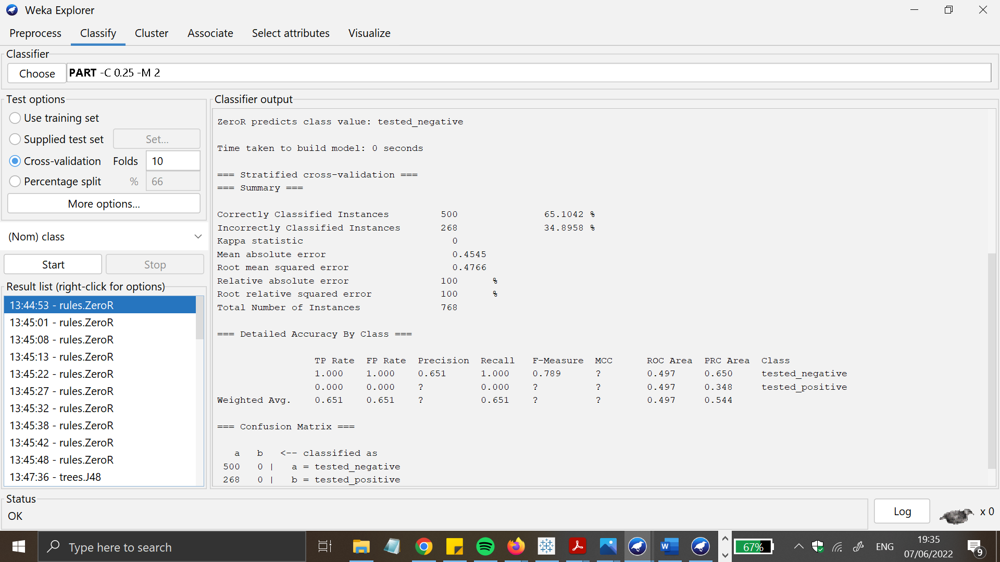 Weka Explorer
Preprocess Classify Cluster Associate Select attributes Visualize
Classifier
Choose PART -C 0.25 -M 2
Test options
Use training set
Supplied test set Set...
Cross-validation Folds 10
Percentage split % 66
More options...
(Nom) class
Start Stop
Result list (right-click for options)
13:44:53 - rules.ZeroR
13:45:01 - rules.ZeroR
13:45:08 - rules.ZeroR
13:45:13 - rules.ZeroR
13:45:22 - rules.ZeroR
13:45:27 - rules.ZeroR
13:45:32 - rules.ZeroR
13:45:38 - rules.ZeroR
13:45:42 - rules.ZeroR
13:45:48 - rules.ZeroR
13:47:36 - trees.J48
Classifier output
ZeroR predicts class value: tested_negative
Time taken to build model: 0 seconds
=== Stratified cross-validation ===
=== Summary ===
Correctly Classified Instances 500 65.1042 %
Incorrectly Classified Instances 268 34.8958 %
Kappa statistic 0
Mean absolute error 0.4545
Root mean squared error 0.4766
Relative absolute error 100 %
Root relative squared error 100 %
Total Number of Instances 768
=== Detailed Accuracy By Class ===
TP Rate FP Rate Precision Recall F-Measure MCC ROC Area PRC Area Class
1.000 1.000 0.651 1.000 0.789 ? 0.497 0.650 tested_negative
0.000 0.000 ? 0.000 ? ? 0.497 0.348 tested_positive
Weighted Avg. 0.651 0.651 ? 0.651 ? ? 0.497 0.544
=== Confusion Matrix ===
a b <-- classified as
500 0 | a = tested_negative
268 0 | b = tested_positive
Status
OK
Log x 0
Type here to search
W
67%
ENG
19:35
07/06/2022
9